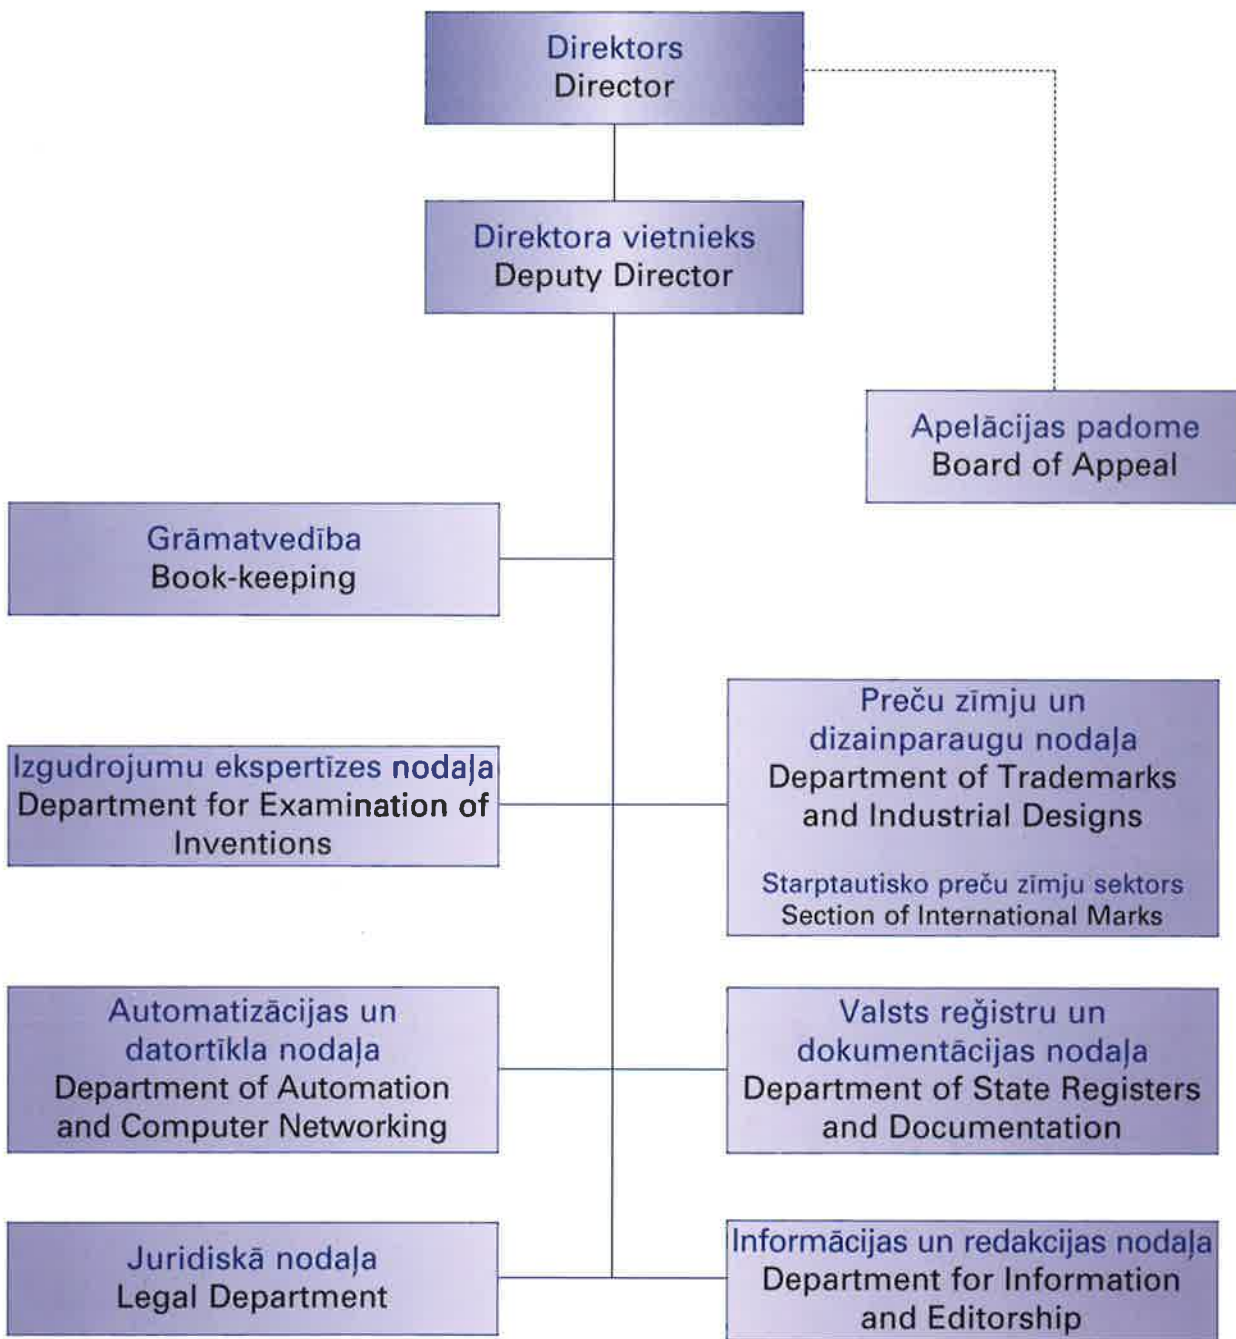 Direktors
Director
Direktora vietnieks
Deputy Director
Apelācijas padome
Board of Appeal
Grāmatvedība
Book-keeping
Izgudrojumu ekspertīzes nodaļa
Department for Examination of
Inventions
Preču zīmju un
dizainparaugu nodaļa
Department of Trademarks
and Industrial Designs
Starptautisko preču zīmju sektors
Section of International Marks
Automatizācijas un
datortīkla nodaļa
Department of Automation
and Computer Networking
Valsts reģistru un
dokumentācijas nodaļa
Department of State Registers
and Documentation
Juridiskā nodaļa
Legal Department
Informācijas un redakcijas nodaļa
Department for Information
and Editorship